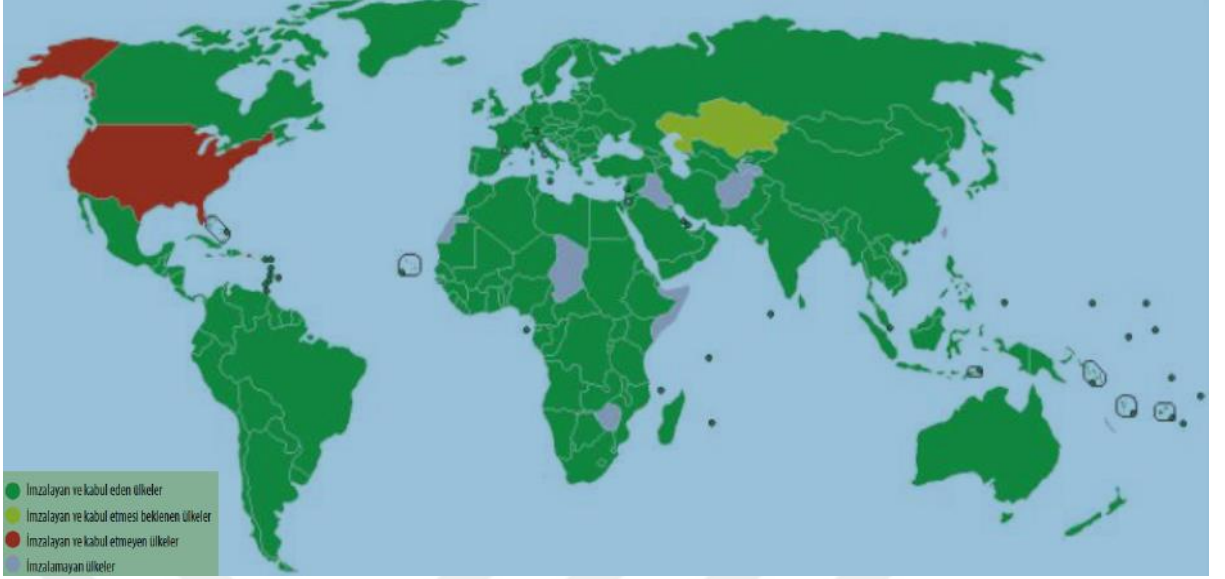 İmzalayan ve kabul eden ülkeler
İmzalayan ve kabul etmesi beklenen ülkeler
İmzalayan ve kabul etmeyen ülkeler
İmzalamayan ülkeler